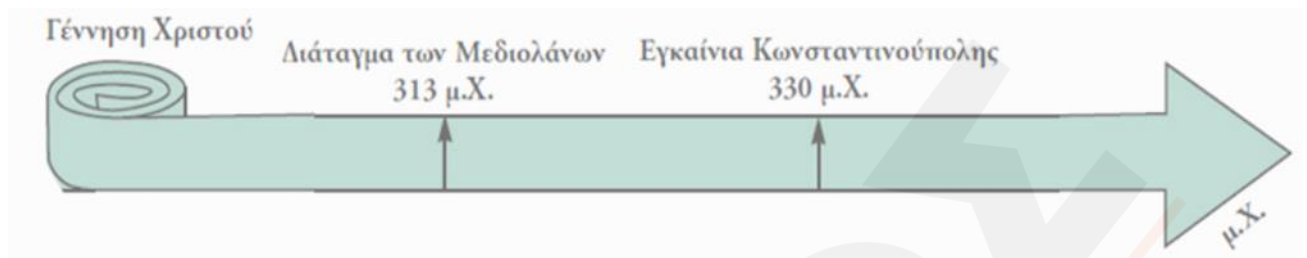 Γέννηση Χριστού
Διάταγμα των Μεδιολάνων
313 μ.Χ.
Εγκαίνια Κωνσταντινούπολης
330 μ.Χ.
μ.Χ.